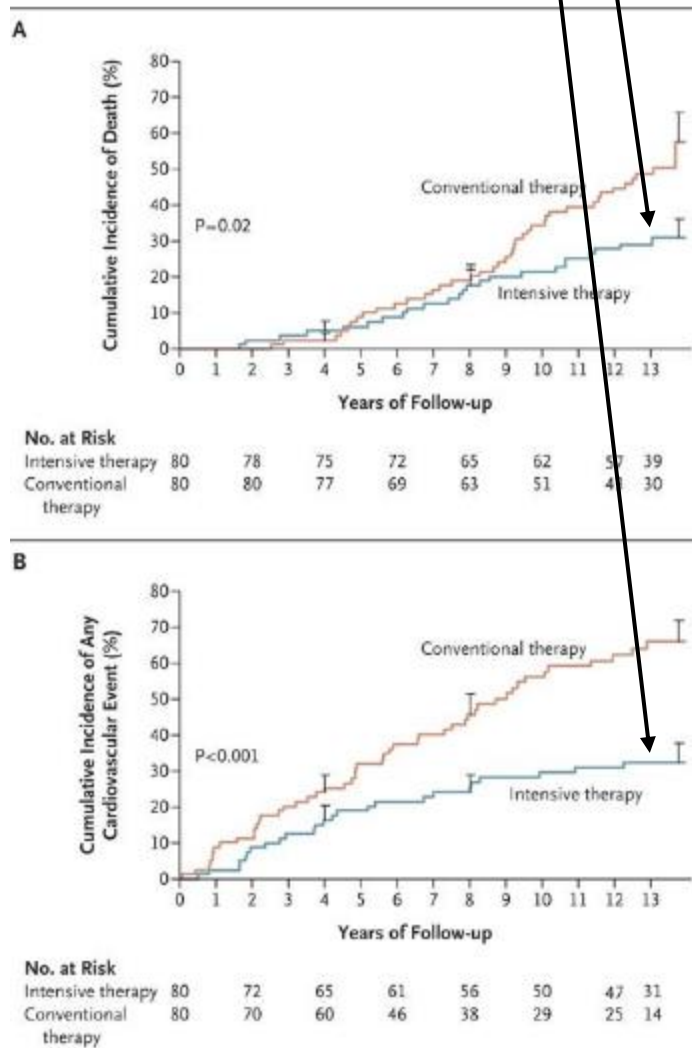 A
Cumulative Incidence of Death (%)
80
70
60
50
40
30
20
10
0
Conventional therapy
P=0.02
Intensive therapy
0 1 2 3 4 5 6 7 8 9 10 11 12 13
Years of Follow-up
No. at Risk
Intensive therapy 80 78 75 72 65 62 57 39
Conventional 80 80 77 69 63 51 43 30
therapy
B
Cumulative Incidence of Any
Cardiovascular Event (%)
80
70
60
50
40
30
20
10
0
Conventional therapy
P<0.001
Intensive therapy
0 1 2 3 4 5 6 7 8 9 10 11 12 13
Years of Follow-up
No. at Risk
Intensive therapy 80 72 65 61 56 50 47 31
Conventional 80 70 60 46 38 29 25 14
therapy